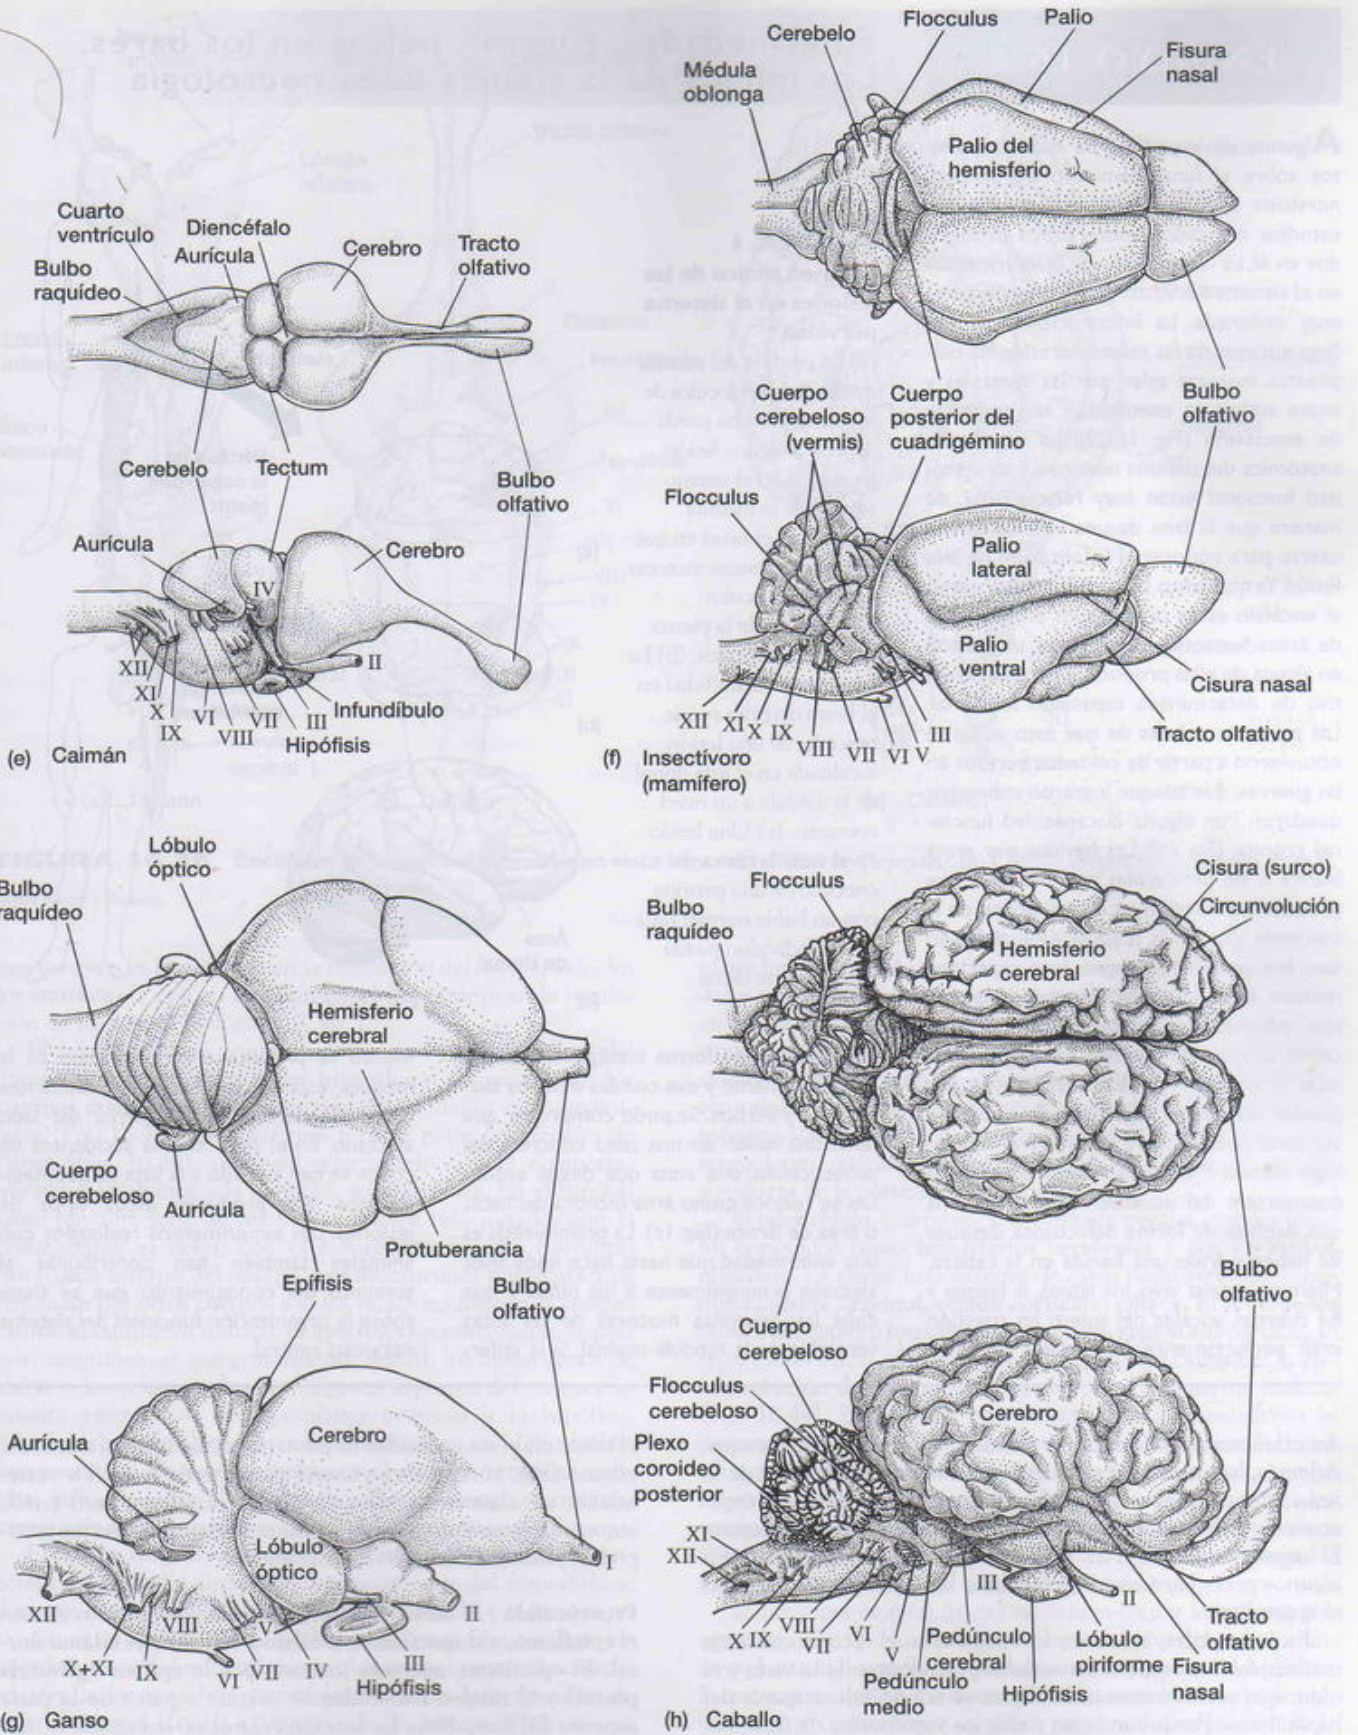 Cuarto
ventrículo
Bulbo
raquídeo
Diencéfalo
Aurícula
Cerebro
Tracto
olfativo
Cerebelo
Tectum
Bulbo
olfativo
Aurícula
Cerebro
IV
II
XII
XI
X
IX
VI
VIII
VII
III
Infundíbulo
Hipófisis
(e) Caimán
Flocculus
Palio
Cerebelo
Fisura
nasal
Médula
oblonga
Palio del
hemisferio
Cuerpo
cerebeloso
(vermis)
Cuerpo
posterior del
cuadrigémino
Bulbo
olfativo
Flocculus
Palio
lateral
Palio
ventral
Cisura nasal
Tracto olfativo
XII
XI
X
IX
VIII
VII
VI
V
III
(f) Insectívoro
(mamífero)
Lóbulo
óptico
Bulbo
raquídeo
Hemisferio
cerebral
Cuerpo
cerebeloso
Aurícula
Protuberancia
Epífisis
Bulbo
olfativo
Aurícula
Cerebro
Lóbulo
óptico
I
II
XII
X+XI
IX
VIII
VI
VII
V
IV
III
Hipófisis
(g) Ganso
Flocculus
Bulbo
raquídeo
Cisura (surco)
Circunvolución
Hemisferio
cerebral
Bulbo
olfativo
Cuerpo
cerebeloso
Flocculus
cerebeloso
Plexo
coroideo
posterior
Cerebro
XI
XII
X
IX
VIII
VII
VI
V
III
II
Pedúnculo
cerebral
Pedúnculo
medio
Hipófisis
Lóbulo
piriforme
Tracto
olfativo
Fisura
nasal
(h) Caballo